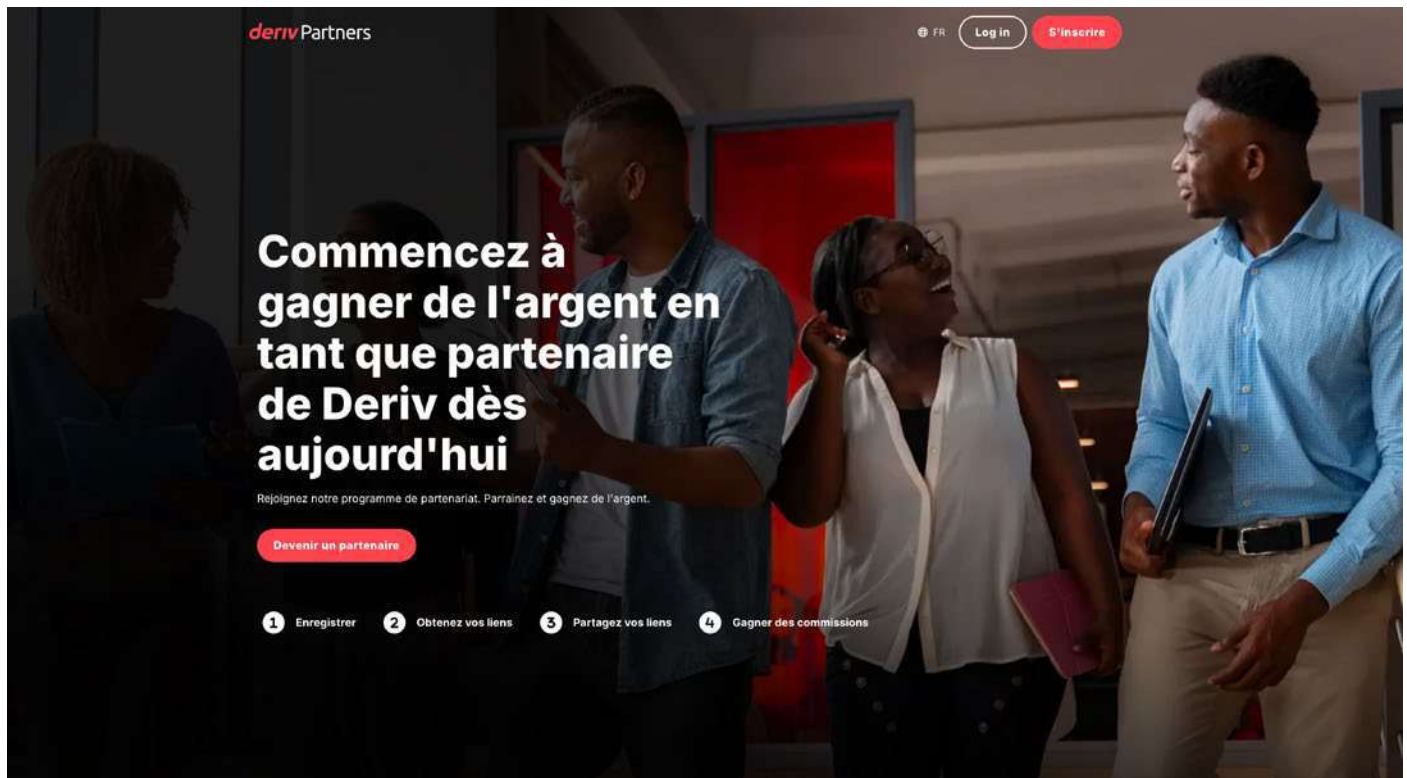 deriv Partners
FR
Log in
S'inscrire
Commencez à
gagner de l'argent en
tant que partenaire
de Deriv dès
aujourd'hui
Rejoignez notre programme de partenariat. Parrainez et gagnez de l'argent.
Devenir un partenaire
1 Enregistrer
2 Obtenez vos liens
3 Partagez vos liens
4 Gagner des commissions